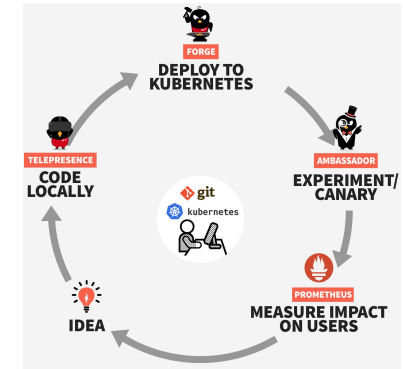 FORGE
DEPLOY TO
KUBERNETES
AMBASSADOR
EXPERIMENT/
CANARY
PROMETHEUS
MEASURE IMPACT
ON USERS
IDEA
TELEPRESENCE
CODE
LOCALLY
git
kubernetes